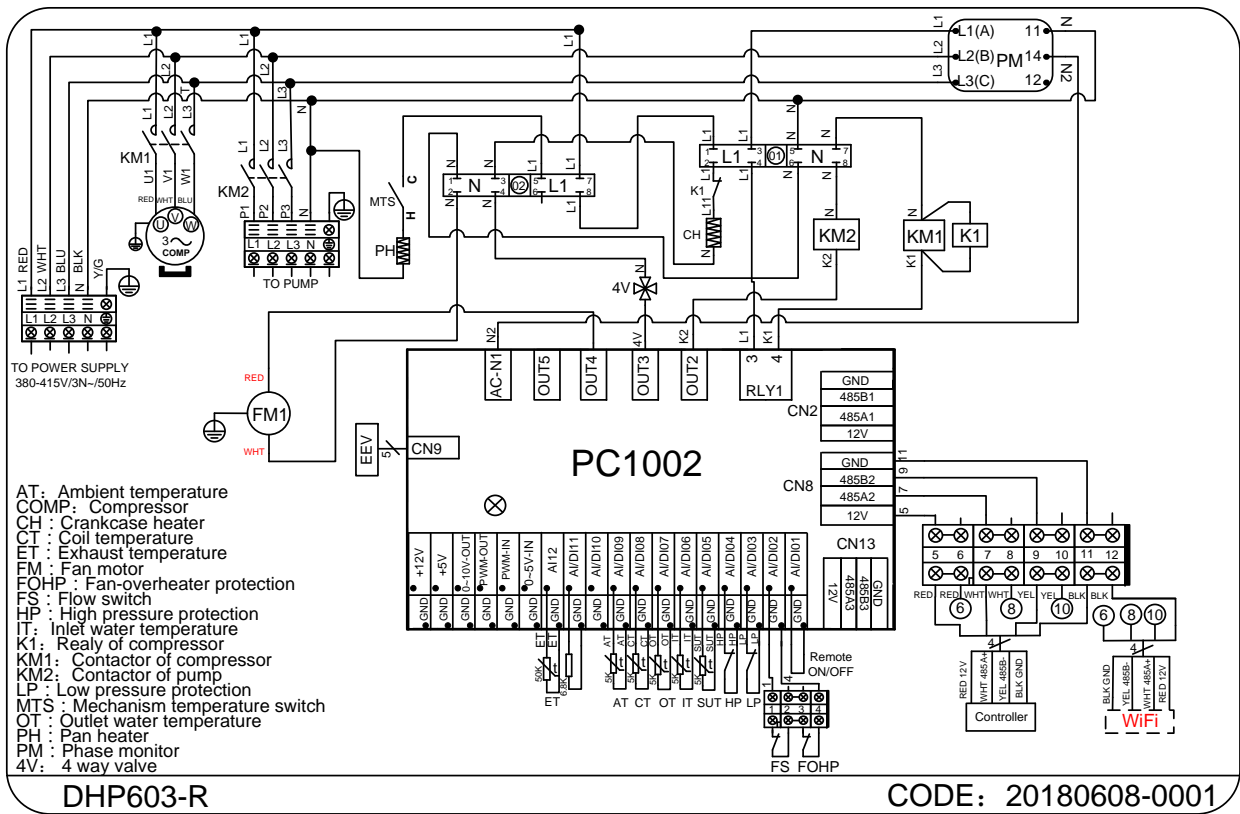 L1
L1
L1
L1
L1(A) 11
N
L2
L2
L2
L2(B) PM 14
L3
L3 T
L3
L3(C) 12
N2
N
N
L1 L2 L3
KM1
U1 V1 W1
RED WHT BLU
U V W
3
COMP
L1 L2 L3
KM2
P1 P2 P3 N
L1 L2 L3 N
TO PUMP
MTS
C
H
PH
N N L1 L1
1 3 5 7
N 02 L1
2 4 6 8
N N L1
L1 L1 N N
1 3 5 7
L1 01 N
2 4 6 8
L1 L1 N N
K1
L11
CH
N
KM2
K2
N
KM1
K1
K1
N
4V
4V
L1 RED
L2 WHT
L3 BLU
N BLK
Y/G
L1 L2 L3 N
TO POWER SUPPLY
380-415V/3N~/50Hz
RED
FM1
WHT
N2 4V K2 L1 K1
AC-N1
OUT5
OUT4
OUT3
OUT2
3 4
RLY1
EEV
5
CN9
PC1002
CN2
GND
485B1
485A1
12V
CN8
GND
485B2
485A2
12V
11
9
7
5
CN13
12V
485A3
485B3
GND
+12V
+5V
0~10V-OUT
PWM-OUT
PWM-IN
0~5V-IN
AI12
AI/DI11
AI/DI10
AI/DI09
AI/DI08
AI/DI07
AI/DI06
AI/DI05
AI/DI04
AI/DI03
AI/DI02
AI/DI01
GND GND GND GND GND GND GND GND GND GND GND GND GND GND GND GND GND GND
ET ET AT AT CT CT OT OT IT IT SUT SUT HP HP HP LP
50K 6.8K 5K 5K 5K 5K 5K
t t t t t t
ET AT CT OT IT SUT HP LP
1 4
Remote
ON/OFF
1 2 3 4
FS FOHP
5 6 7 8 9 10 11 12
RED RED WHT WHT YEL YEL BLK BLK
6 8 10 6 8 10
4 4
RED 12V
WHT 485A+
YEL 485B-
BLK GND
Controller
BLK GND
YEL 485B-
WHT 485A+
RED 12V
WiFi
AT：Ambient temperature
COMP：Compressor
CH : Crankcase heater
CT : Coil temperature
ET : Exhaust temperature
FM : Fan motor
FOHP : Fan-overheater protection
FS : Flow switch
HP : High pressure protection
IT：Inlet water temperature
K1：Realy of compressor
KM1：Contactor of compressor
KM2：Contactor of pump
LP : Low pressure protection
MTS : Mechanism temperature switch
OT : Outlet water temperature
PH : Pan heater
PM : Phase monitor
4V： 4 way valve
DHP603-R
CODE：20180608-0001